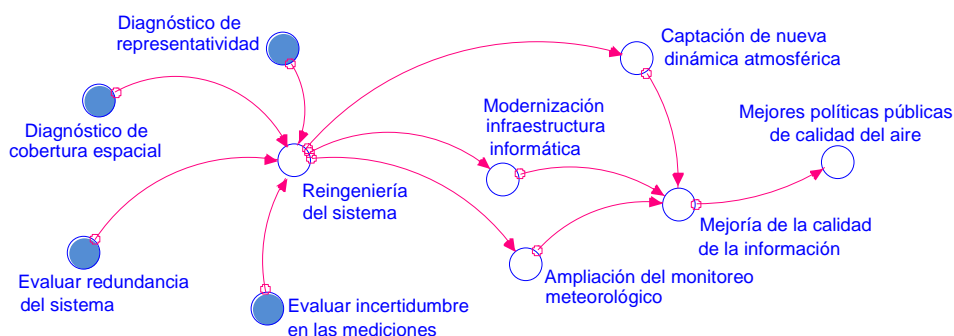 Diagnóstico de
representatividad
Captación de nueva
dinámica atmosférica
Modernización
infraestructura
informática
Mejores políticas públicas
de calidad del aire
Diagnóstico de
cobertura espacial
Reingeniería
del sistema
Mejoría de la calidad
de la información
Evaluar redundancia
del sistema
Ampliación del monitoreo
meteorológico
Evaluar incertidumbre
en las mediciones